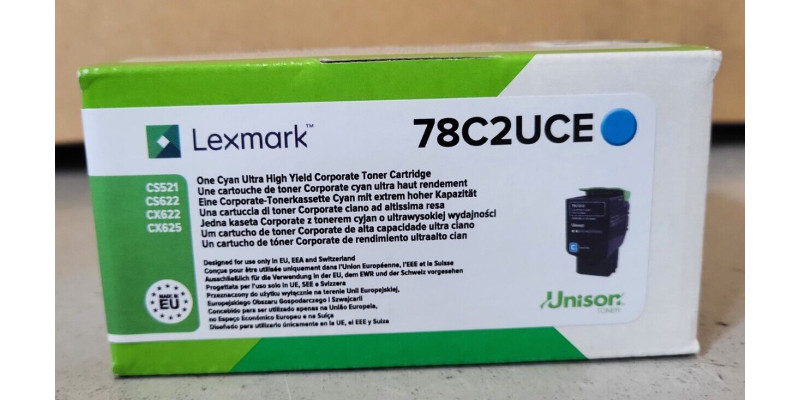 Lexmark™
78C2UCE
One Cyan Ultra High Yield Corporate Toner Cartridge
Une cartouche de toner Corporate cyan ultra haut rendement
Eine Corporate-Tonerkassette Cyan mit extrem hoher Kapazität
Una cartuccia di toner Corporate ciano ad altissima resa
Jedna kaseta Corporate z tonerem cyjan o ultrawysokiej wydajności
Um cartucho de toner Corporate de alta capacidade ultra ciano
Un cartucho de tóner Corporate de rendimiento ultraalto cian
CS521
CS622
CX622
CX625
Designed for use only in EU, EEA and Switzerland
Conçue pour être utilisée uniquement dans l'Union Européenne, l'EEE et la Suisse
Ausschließlich für die Verwendung in der EU, dem EWR und der Schweiz vorgesehen
Progettata per l'uso solo in UE, SEE e Svizzera
Przeznaczony do użytku wyłącznie na terenie Unii Europejskiej,
Europejskiego Obszaru Gospodarczego i Szwajcarii
Concebido para ser utilizado apenas na União Europeia,
no Espaço Económico Europeu e na Suíça
Diseñado para utilizarlo únicamente en la UE, el EEE y Suiza
MADE IN
EU
C
Unison
TONER